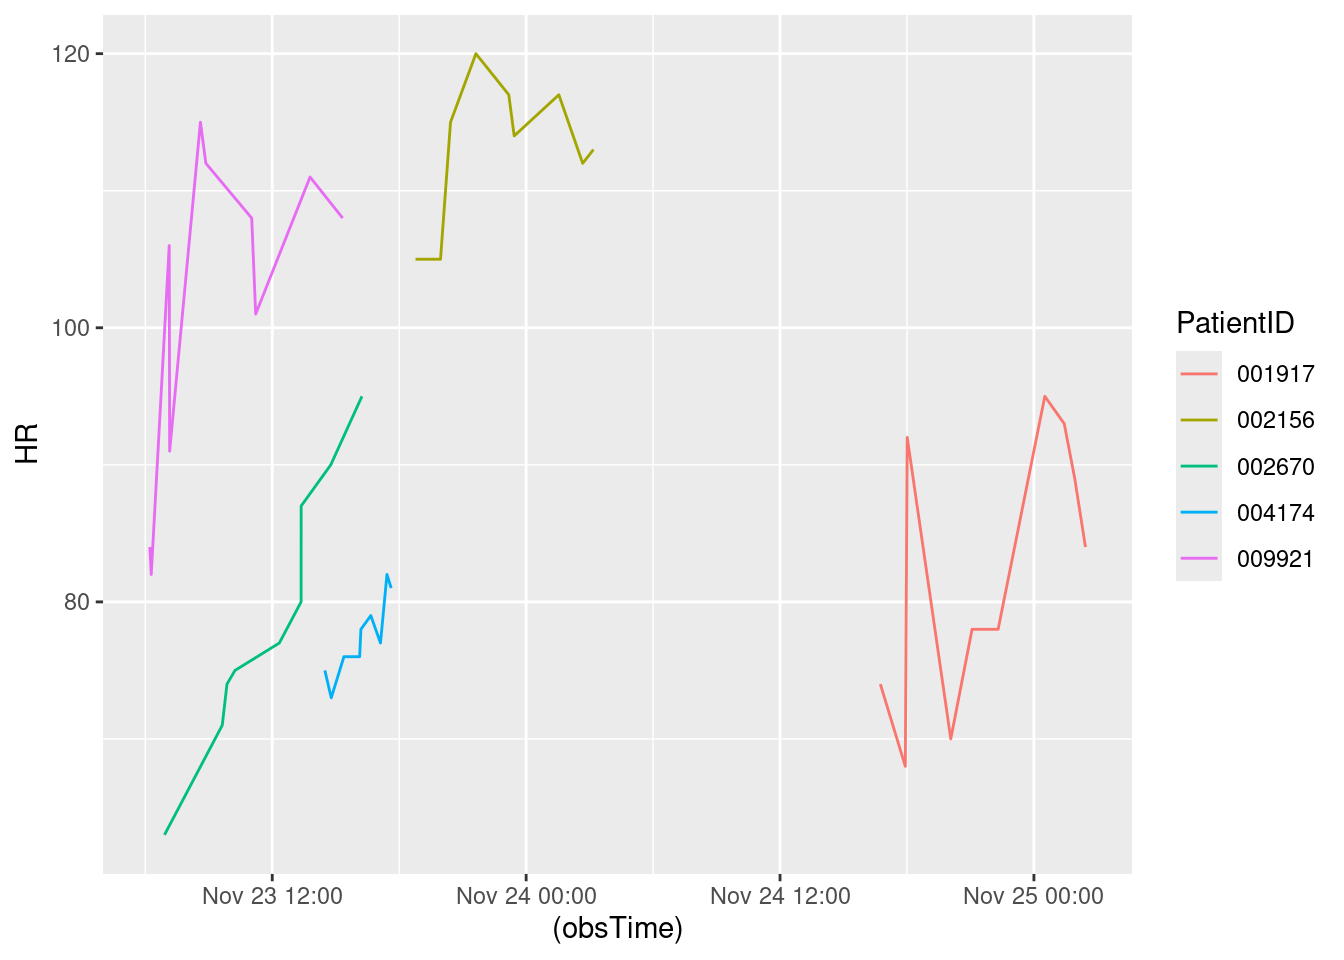 120
100
80
HR
Nov 23 12:00
Nov 24 00:00
Nov 24 12:00
Nov 25 00:00
(obsTime)
PatientID
001917
002156
002670
004174
009921